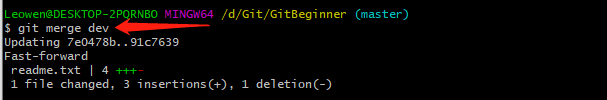 Leowen@DESKTOP-2PQRNBO MINGW64 /d/Git/GitBeginner (master)
$ git merge dev
Updating 7e0478b..91c7639
Fast-forward
 readme.txt | 4 +++-
 1 file changed, 3 insertions(+), 1 deletion(-)